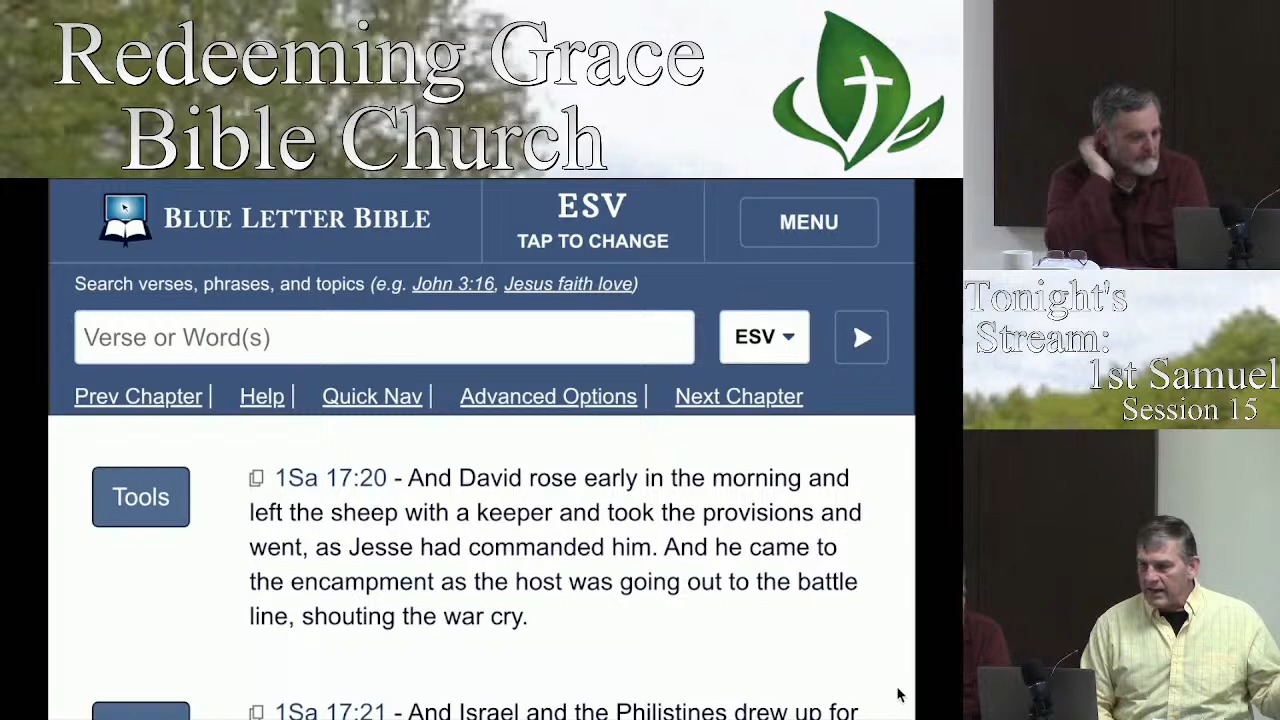 Redeeming Grace
Bible Church
BLUE LETTER BIBLE
ESV
TAP TO CHANGE
MENU
Search verses, phrases, and topics (e.g. John 3:16, Jesus faith love)
Verse or Word(s)
ESV
Prev Chapter | Help | Quick Nav | Advanced Options | Next Chapter
Tools
1Sa 17:20 - And David rose early in the morning and
left the sheep with a keeper and took the provisions and
went, as Jesse had commanded him. And he came to
the encampment as the host was going out to the battle
line, shouting the war cry.
1Sa 17:21 - And Israel and the Philistines drew up for
Tonight's
Stream:
1st Samuel
Session 15